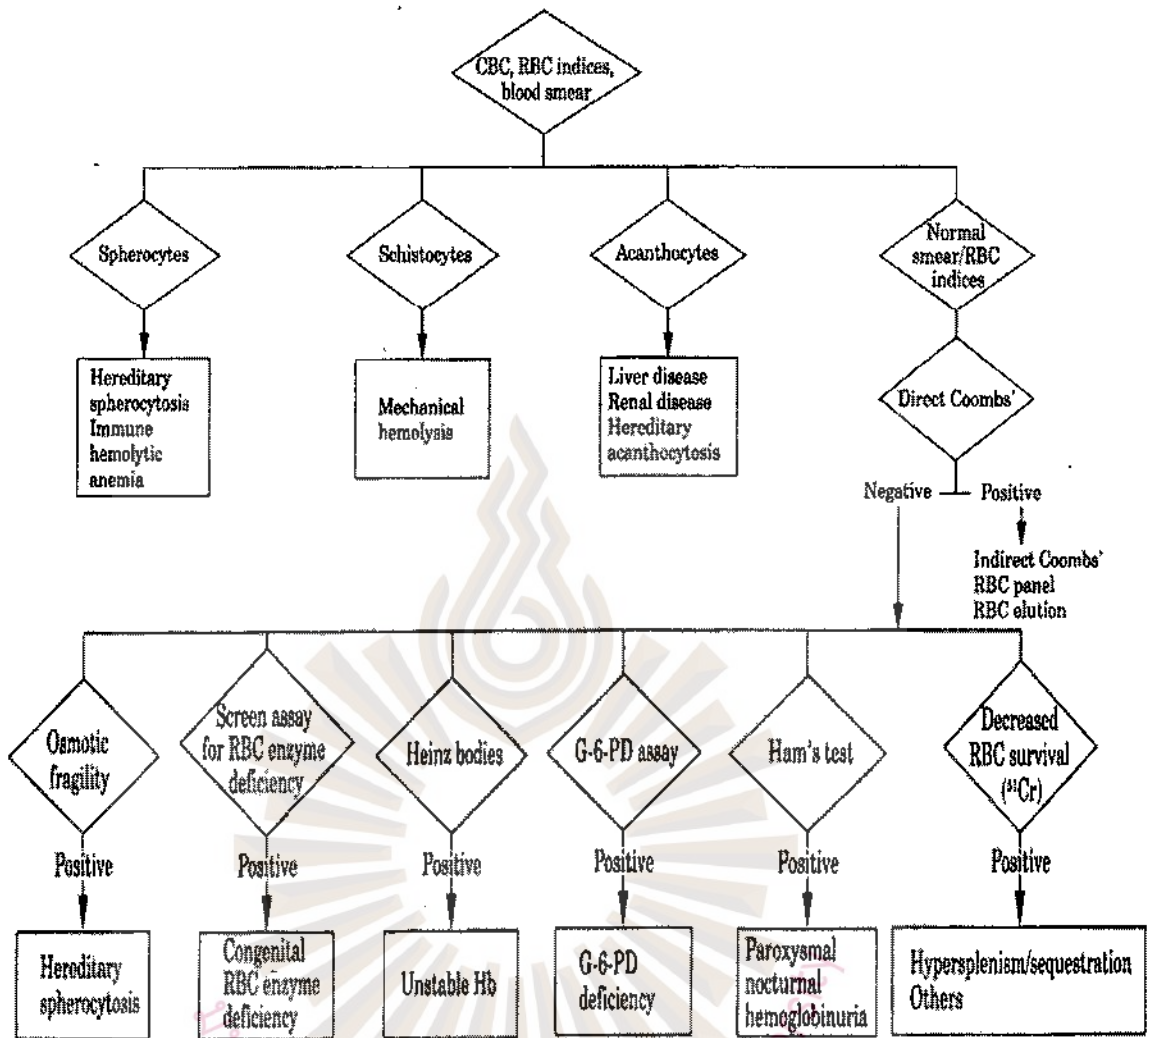 CBC, RBC indices,
blood smear
Spherocytes
Schistocytes
Acanthocytes
Normal
smear/RBC
indices
Hereditary
spherocytosis
Immune
hemolytic
anemia
Mechanical
hemolysis
Liver disease
Renal disease
Hereditary
acanthocytosis
Direct Coombs'
Negative
Positive
Indirect Coombs'
RBC panel
RBC elution
Osmotic
fragility
Screen assay
for RBC enzyme
deficiency
Heinz bodies
G-6-PD assay
Ham's test
Decreased
RBC survival
(⁵¹Cr)
Positive
Positive
Positive
Positive
Positive
Positive
Hereditary
spherocytosis
Congenital
RBC enzyme
deficiency
Unstable Hb
G-6-PD
deficiency
Paroxysmal
nocturnal
hemoglobinuria
Hypersplenism/sequestration
Others